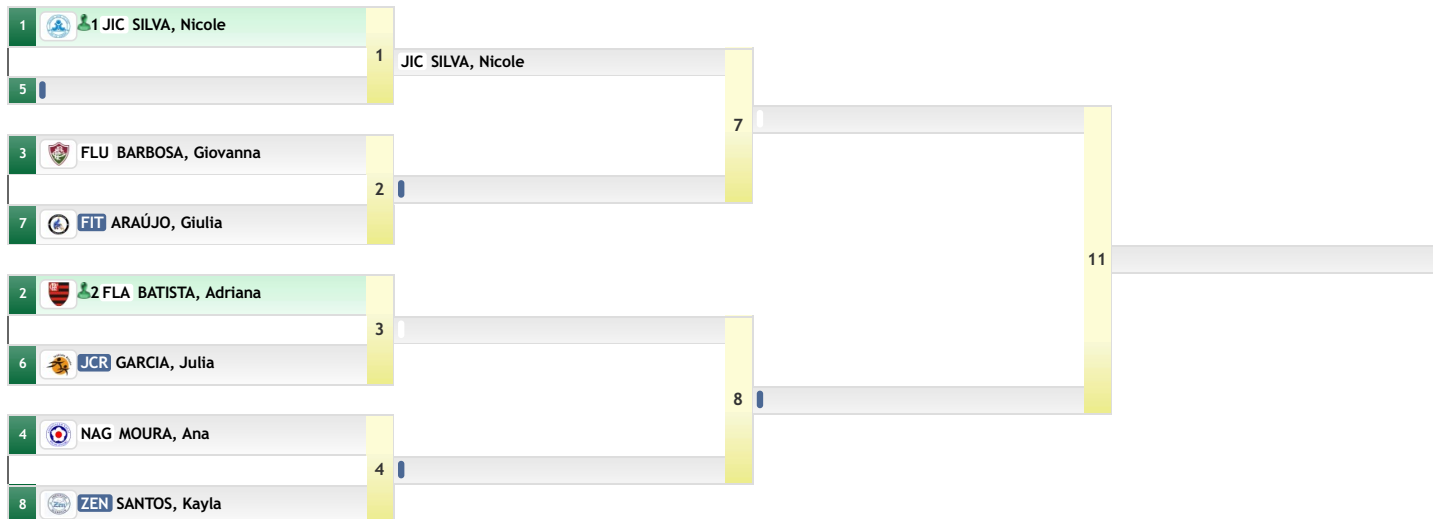 1 1 JIC SILVA, Nicole
1
JIC SILVA, Nicole
5
7
3 FLU BARBOSA, Giovanna
2
7 FIT ARAÚJO, Giulia
11
2 2 FLA BATISTA, Adriana
3
6 JCR GARCIA, Julia
8
4 NAG MOURA, Ana
4
8 ZEN SANTOS, Kayla